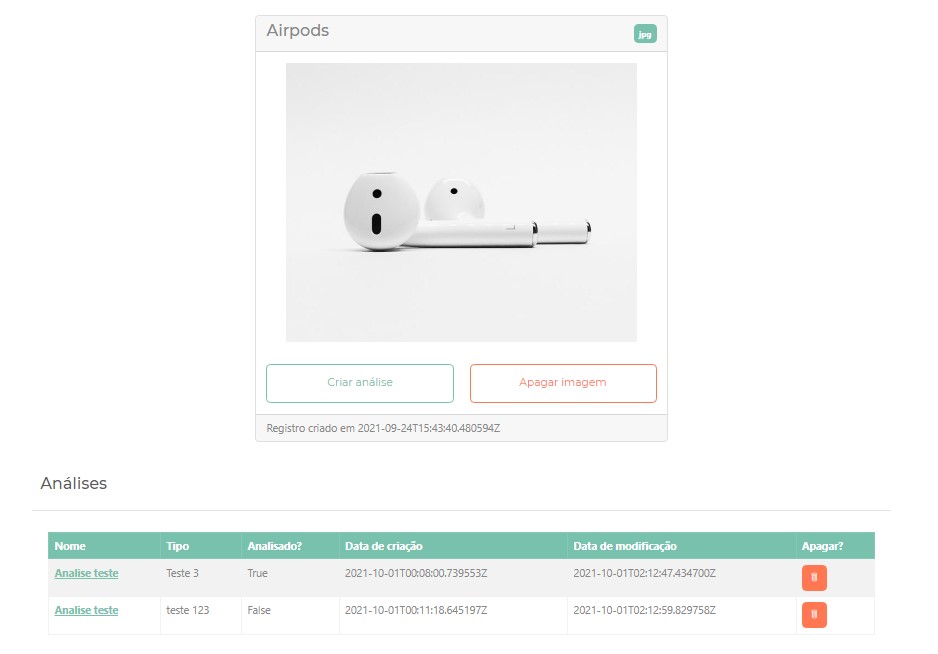 Airpods jpg
Criar análise Apagar imagem
Registro criado em 2021-09-24T15:43:40.480594Z
Análises
Nome Tipo Analisado? Data de criação Data de modificação Apagar?
Analise teste Teste 3 True 2021-10-01T00:08:00.739553Z 2021-10-01T02:12:47.434700Z
Analise teste teste 123 False 2021-10-01T00:11:18.645197Z 2021-10-01T02:12:59.829758Z